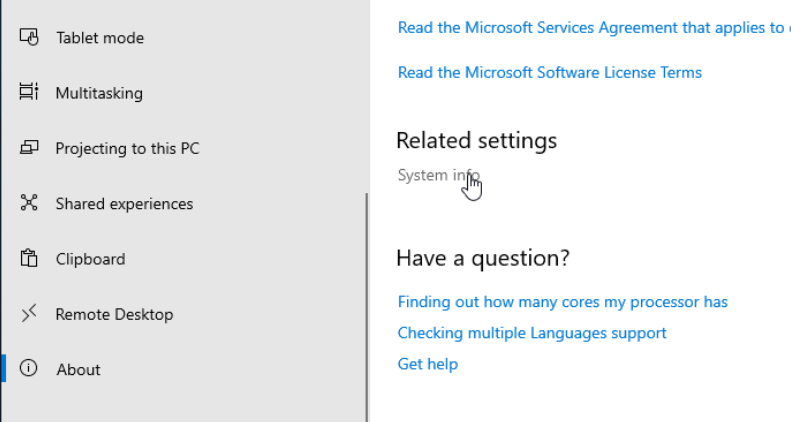 Tablet mode
Multitasking
Projecting to this PC
Shared experiences
Clipboard
Remote Desktop
About
Read the Microsoft Services Agreement that applies to
Read the Microsoft Software License Terms
Related settings
System info
Have a question?
Finding out how many cores my processor has
Checking multiple Languages support
Get help